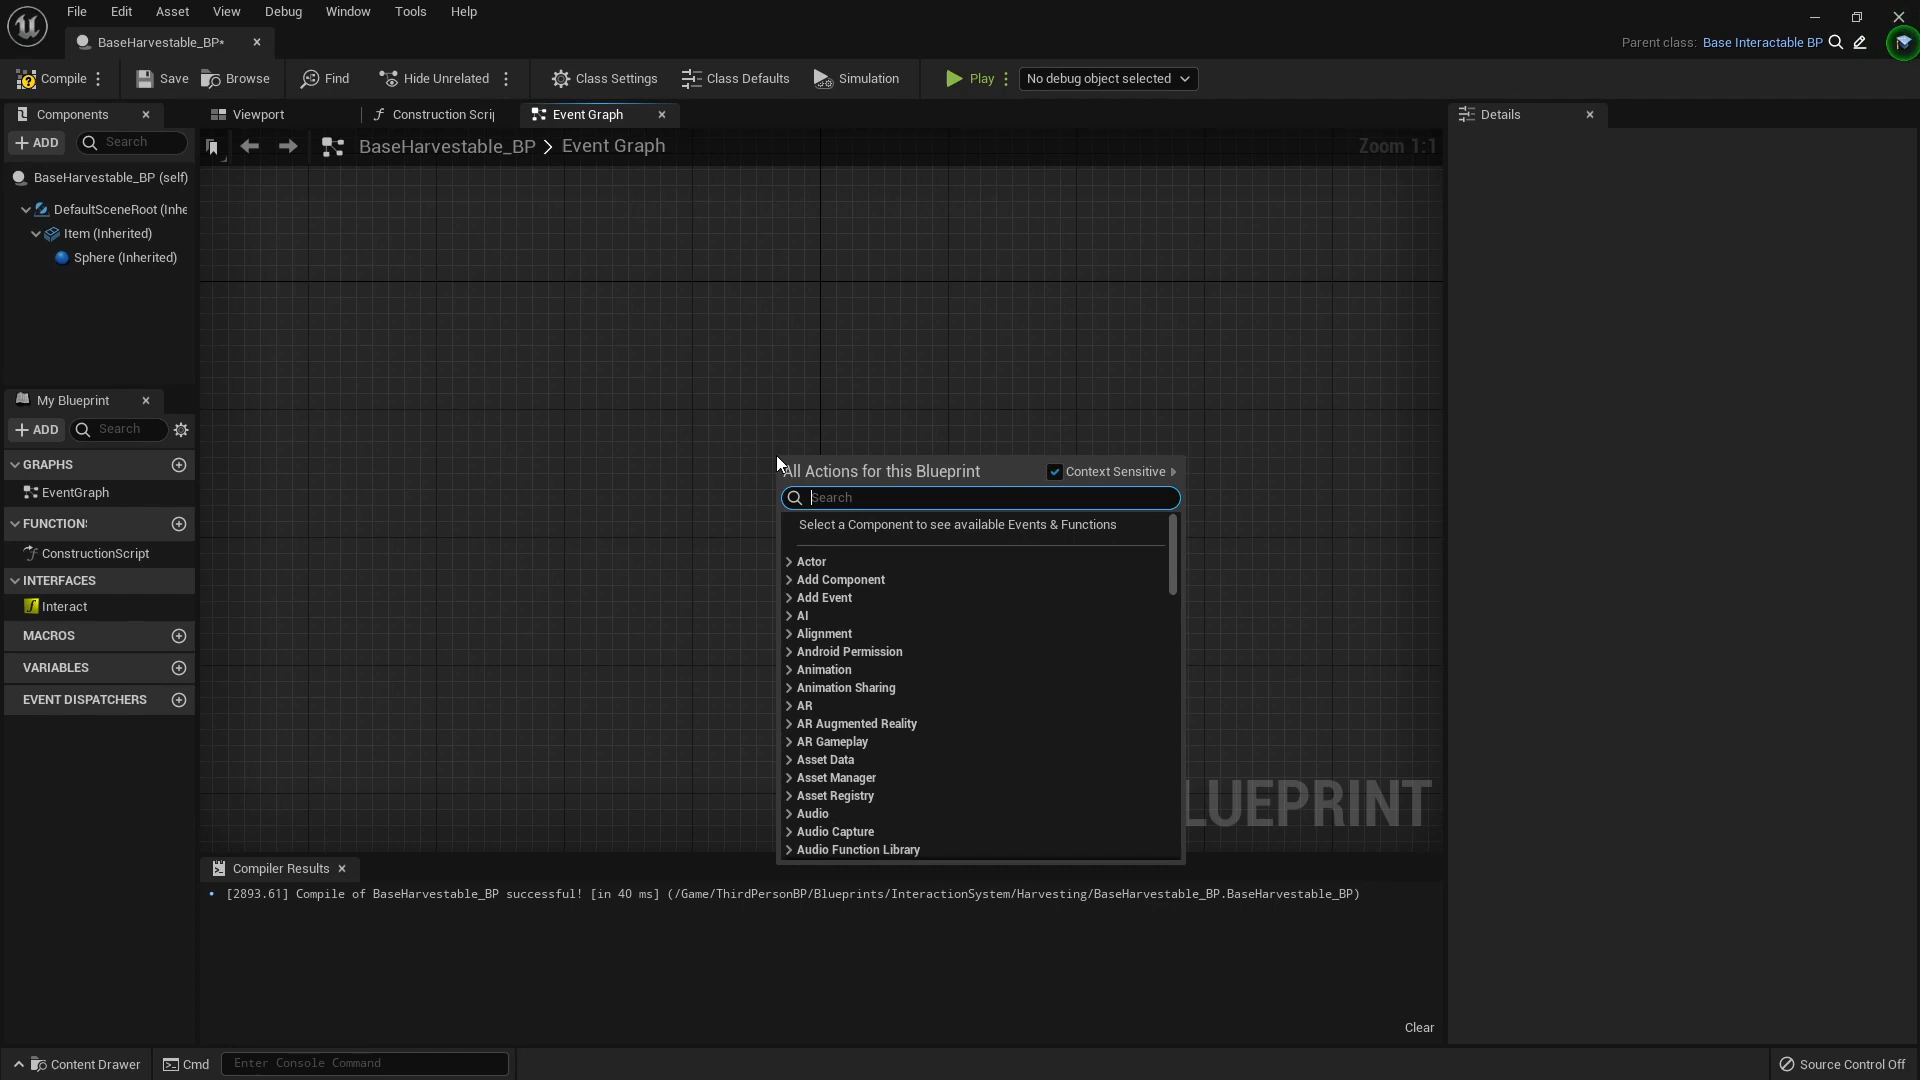 File Edit Asset View Debug Window Tools Help
BaseHarvestable_BP*
Parent class: Base Interactable BP
Compile Save Browse Find Hide Unrelated Class Settings Class Defaults Simulation Play No debug object selected
Components Viewport Construction Scrip Event Graph Details
ADD Search
BaseHarvestable_BP > Event Graph Zoom 1:1
BaseHarvestable_BP (self)
DefaultSceneRoot (Inhe
Item (Inherited)
Sphere (Inherited)
My Blueprint
ADD Search
GRAPHS
EventGraph
FUNCTION
ConstructionScript
INTERFACES
Interact
MACROS
VARIABLES
EVENT DISPATCHERS
All Actions for this Blueprint Context Sensitive
Search
Select a Component to see available Events & Functions
Actor
Add Component
Add Event
AI
Alignment
Android Permission
Animation
Animation Sharing
AR
AR Augmented Reality
AR Gameplay
Asset Data
Asset Manager
Asset Registry
Audio
Audio Capture
Audio Function Library
LUEPRINT
Compiler Results
[2893.61] Compile of BaseHarvestable_BP successful! [in 40 ms] (/Game/ThirdPersonBP/Blueprints/InteractionSystem/Harvesting/BaseHarvestable_BP.BaseHarvestable_BP)
Clear
Content Drawer Cmd Enter Console Command Source Control Off